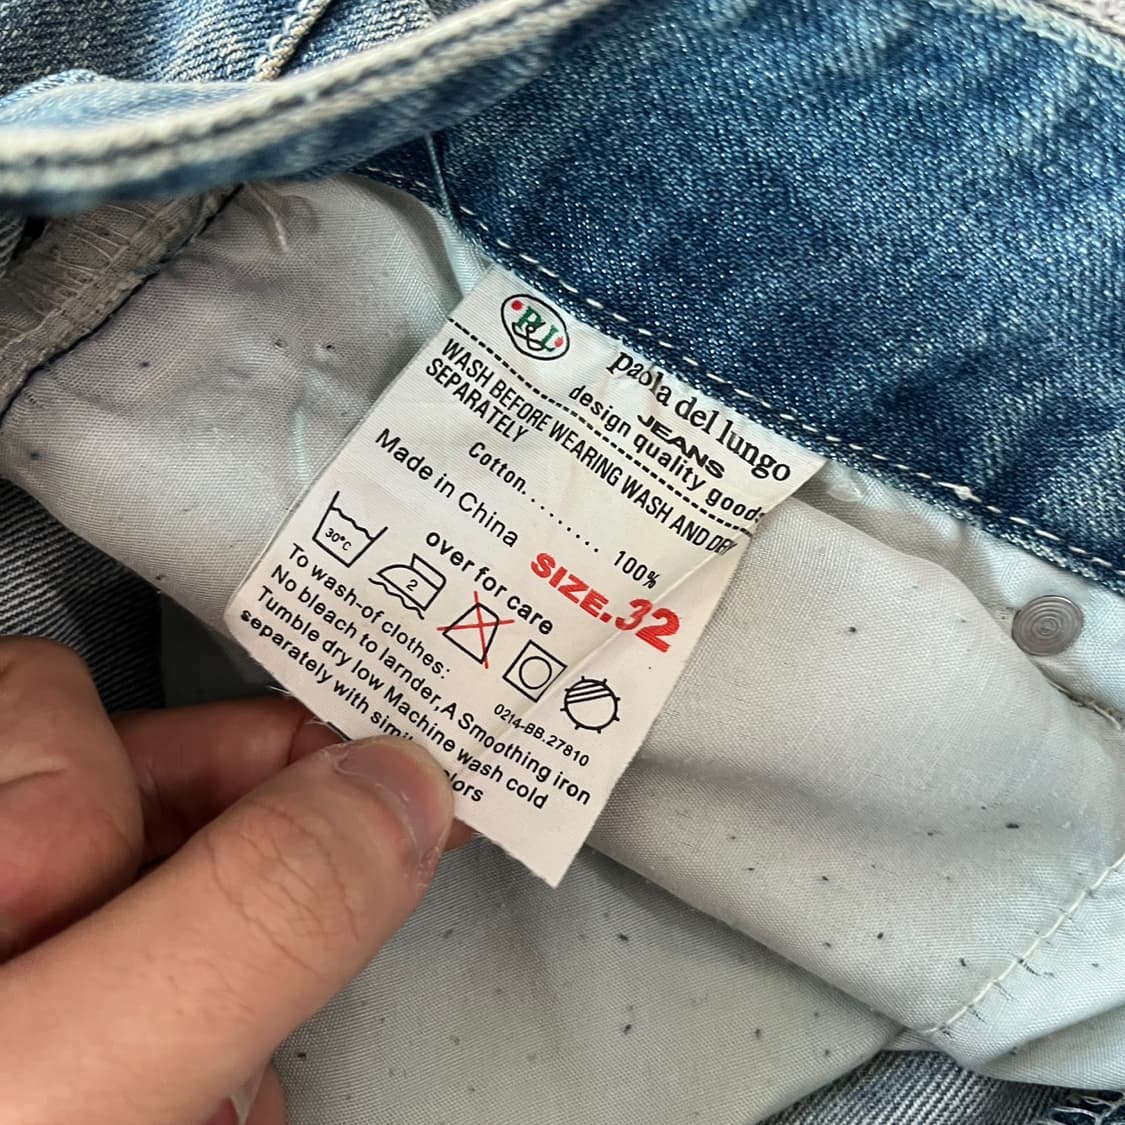 P&L
paola del lungo
JEANS
design quality goods
WASH BEFORE WEARING WASH AND DRY
SEPARATELY
Cotton......... 100%
Made in China
SIZE.32
over for care
30°C
2
0214-BB.27810
To wash-of clothes:
No bleach to larnder,A Smoothing iron
Tumble dry low Machine wash cold
separately with